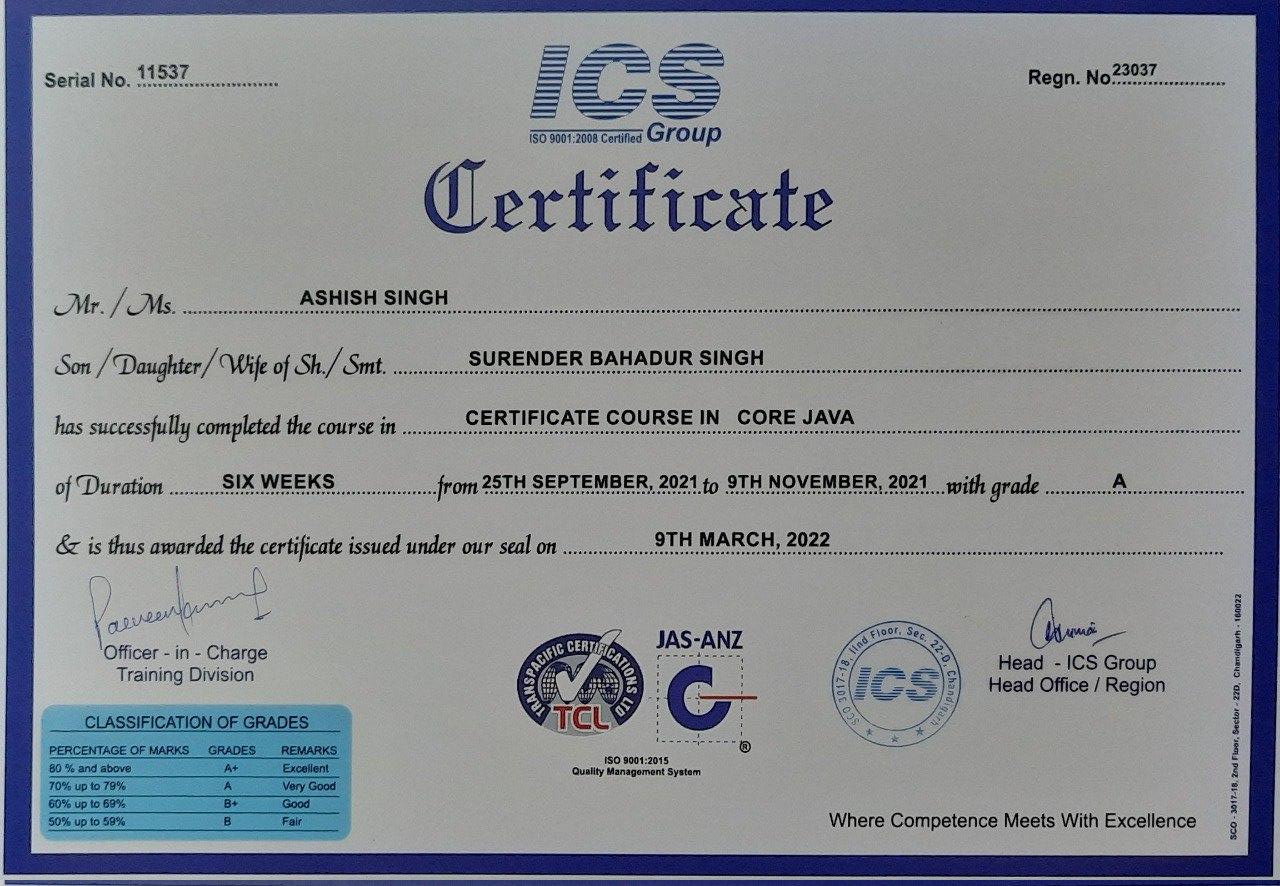 Serial No. 11537
Regn. No 23037
ICS
ISO 9001:2008 Certified Group
Certificate
Mr. / Ms. ASHISH SINGH
Son / Daughter / Wife of Sh./ Smt. SURENDER BAHADUR SINGH
has successfully completed the course in CERTIFICATE COURSE IN CORE JAVA
of Duration SIX WEEKS from 25TH SEPTEMBER, 2021 to 9TH NOVEMBER, 2021 with grade A
& is thus awarded the certificate issued under our seal on 9TH MARCH, 2022
Officer - in - Charge
Training Division
CLASSIFICATION OF GRADES
PERCENTAGE OF MARKS GRADES REMARKS
80 % and above A+ Excellent
70% up to 79% A Very Good
60% up to 69% B+ Good
50% up to 59% B Fair
TRANSPACIFIC CERTIFICATIONS LTD
TCL
JAS-ANZ
®
ISO 9001:2015
Quality Management System
SCO 3017-18, IInd Floor, Sec. 22-D, Chandigarh
ICS
Head - ICS Group
Head Office / Region
Where Competence Meets With Excellence
SCO - 3017-18, 2nd Floor, Sector - 22D, Chandigarh - 160022